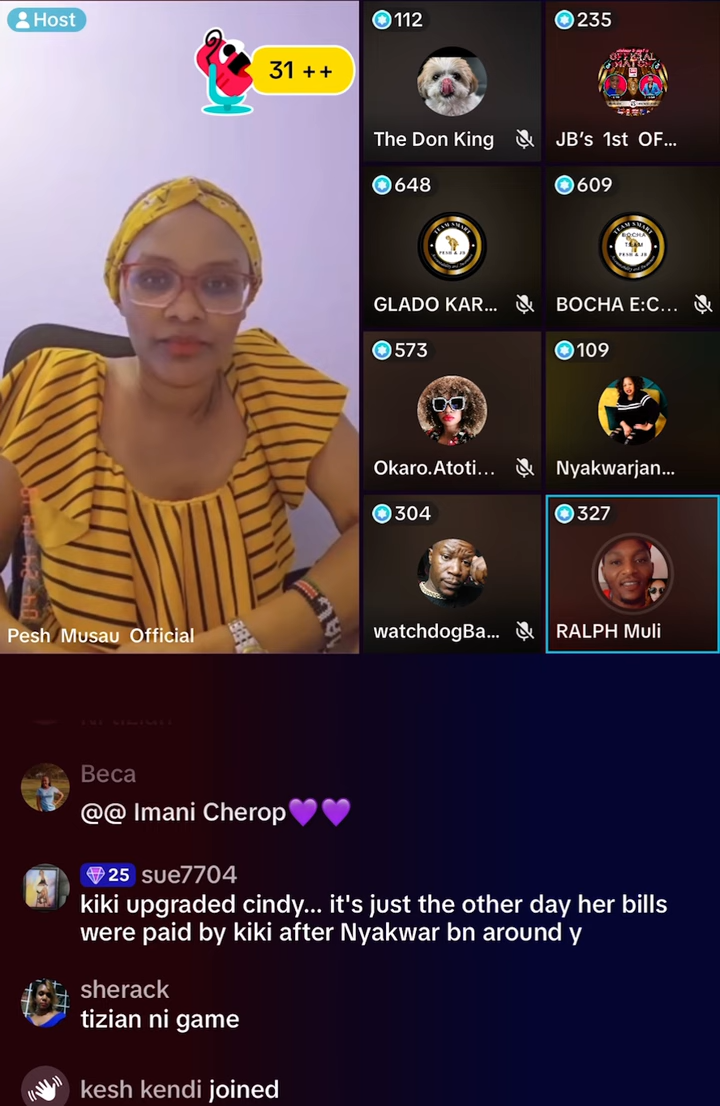 Host
31 ++
Pesh Musau Official
112
The Don King
235
JB's 1st OF...
648
GLADO KAR...
609
BOCHA E:C...
573
Okaro.Atoti...
109
Nyakwarjan...
304
watchdogBa...
327
RALPH Muli
Beca
@@ Imani Cherop💜💜
25 sue7704
kiki upgraded cindy... it's just the other day her bills
were paid by kiki after Nyakwar bn around y
sherack
tizian ni game
kesh kendi joined